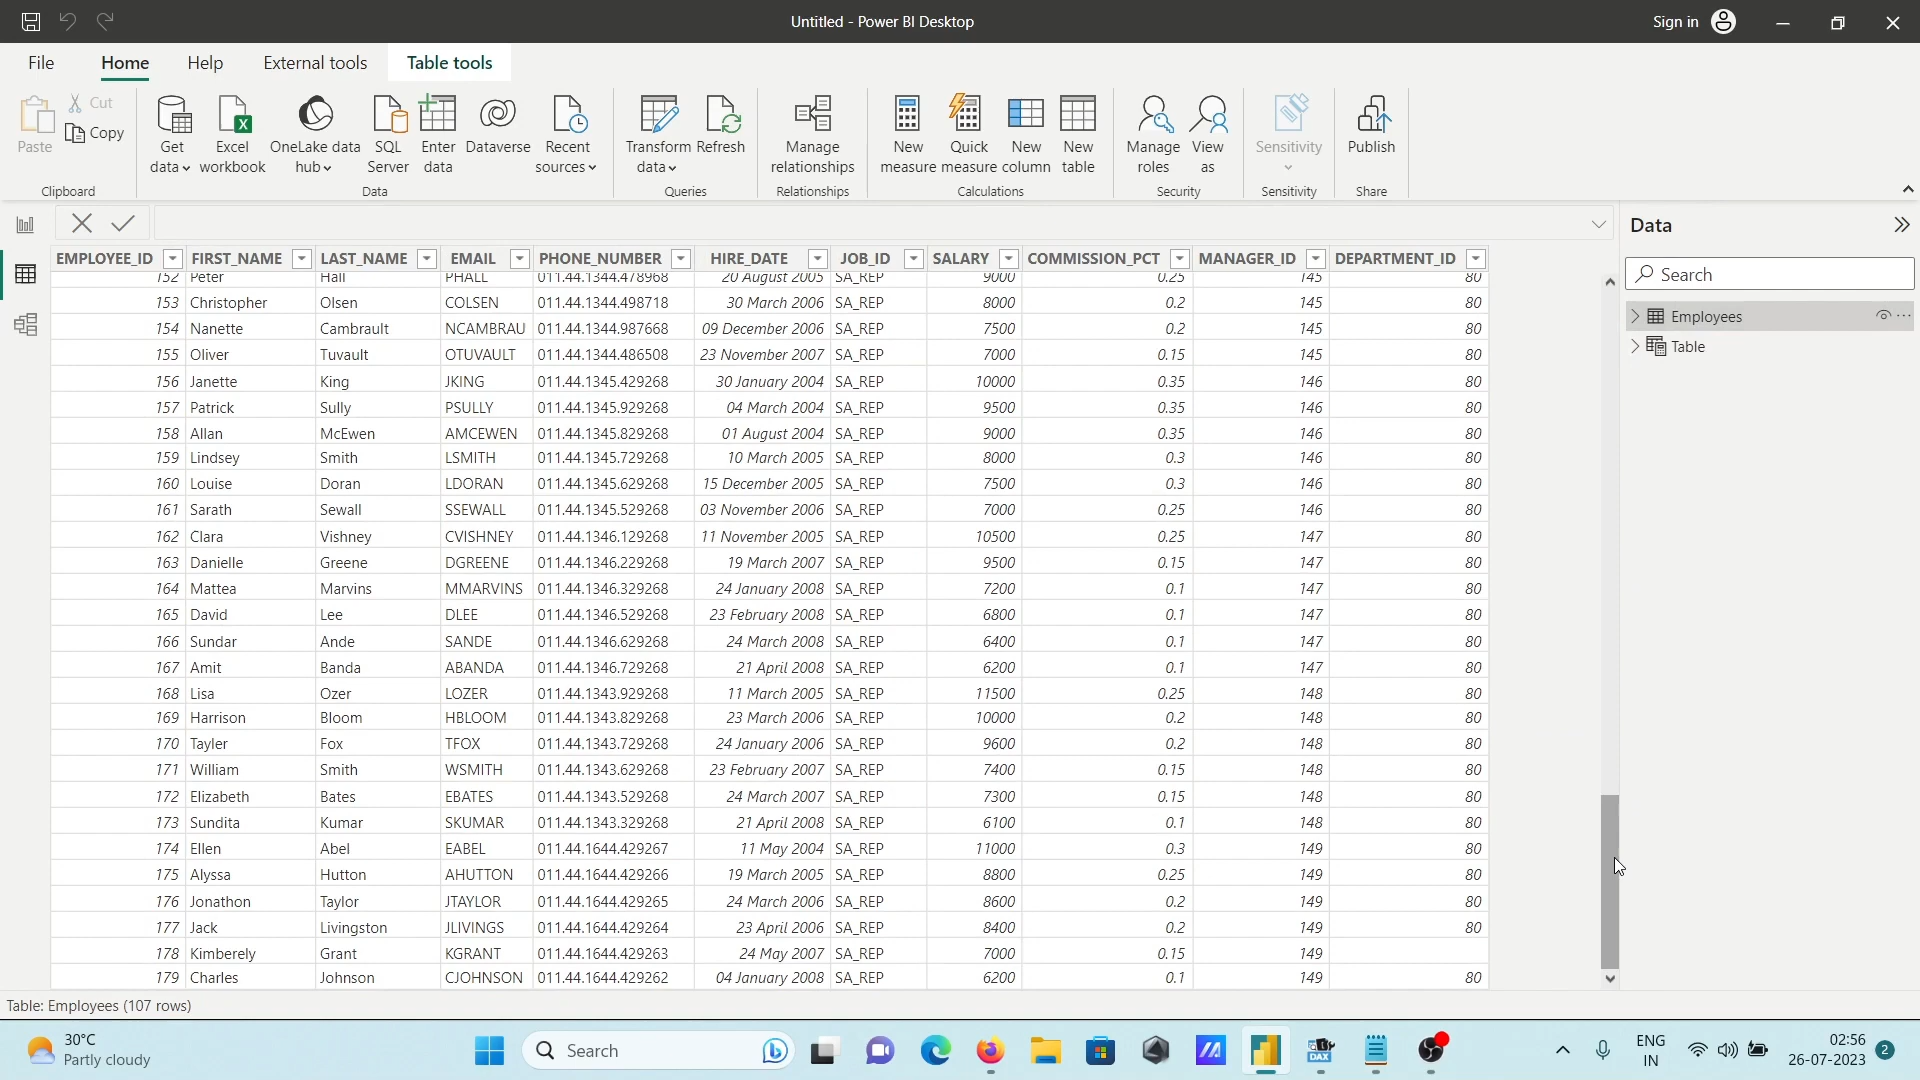 Untitled - Power BI Desktop
Sign in
File Home Help External tools Table tools
Paste
Cut
Copy
Clipboard
Get data
Excel workbook
OneLake data hub
SQL Server
Enter data
Dataverse
Recent sources
Data
Transform data
Refresh
Queries
Manage relationships
Relationships
New measure
Quick measure
New column
New table
Calculations
Manage roles
View as
Security
Sensitivity
Sensitivity
Publish
Share
EMPLOYEE_ID FIRST_NAME LAST_NAME EMAIL PHONE_NUMBER HIRE_DATE JOB_ID SALARY COMMISSION_PCT MANAGER_ID DEPARTMENT_ID
152 Peter Hall PHALL 011.44.1344.478968 20 August 2005 SA_REP 9000 0.25 145 80
153 Christopher Olsen COLSEN 011.44.1344.498718 30 March 2006 SA_REP 8000 0.2 145 80
154 Nanette Cambrault NCAMBRAU 011.44.1344.987668 09 December 2006 SA_REP 7500 0.2 145 80
155 Oliver Tuvault OTUVAULT 011.44.1344.486508 23 November 2007 SA_REP 7000 0.15 145 80
156 Janette King JKING 011.44.1345.429268 30 January 2004 SA_REP 10000 0.35 146 80
157 Patrick Sully PSULLY 011.44.1345.929268 04 March 2004 SA_REP 9500 0.35 146 80
158 Allan McEwen AMCEWEN 011.44.1345.829268 01 August 2004 SA_REP 9000 0.35 146 80
159 Lindsey Smith LSMITH 011.44.1345.729268 10 March 2005 SA_REP 8000 0.3 146 80
160 Louise Doran LDORAN 011.44.1345.629268 15 December 2005 SA_REP 7500 0.3 146 80
161 Sarath Sewall SSEWALL 011.44.1345.529268 03 November 2006 SA_REP 7000 0.25 146 80
162 Clara Vishney CVISHNEY 011.44.1346.129268 11 November 2005 SA_REP 10500 0.25 147 80
163 Danielle Greene DGREENE 011.44.1346.229268 19 March 2007 SA_REP 9500 0.15 147 80
164 Mattea Marvins MMARVINS 011.44.1346.329268 24 January 2008 SA_REP 7200 0.1 147 80
165 David Lee DLEE 011.44.1346.529268 23 February 2008 SA_REP 6800 0.1 147 80
166 Sundar Ande SANDE 011.44.1346.629268 24 March 2008 SA_REP 6400 0.1 147 80
167 Amit Banda ABANDA 011.44.1346.729268 21 April 2008 SA_REP 6200 0.1 147 80
168 Lisa Ozer LOZER 011.44.1343.929268 11 March 2005 SA_REP 11500 0.25 148 80
169 Harrison Bloom HBLOOM 011.44.1343.829268 23 March 2006 SA_REP 10000 0.2 148 80
170 Tayler Fox TFOX 011.44.1343.729268 24 January 2006 SA_REP 9600 0.2 148 80
171 William Smith WSMITH 011.44.1343.629268 23 February 2007 SA_REP 7400 0.15 148 80
172 Elizabeth Bates EBATES 011.44.1343.529268 24 March 2007 SA_REP 7300 0.15 148 80
173 Sundita Kumar SKUMAR 011.44.1343.329268 21 April 2008 SA_REP 6100 0.1 148 80
174 Ellen Abel EABEL 011.44.1644.429267 11 May 2004 SA_REP 11000 0.3 149 80
175 Alyssa Hutton AHUTTON 011.44.1644.429266 19 March 2005 SA_REP 8800 0.25 149 80
176 Jonathon Taylor JTAYLOR 011.44.1644.429265 24 March 2006 SA_REP 8600 0.2 149 80
177 Jack Livingston JLIVINGS 011.44.1644.429264 23 April 2006 SA_REP 8400 0.2 149 80
178 Kimberely Grant KGRANT 011.44.1644.429263 24 May 2007 SA_REP 7000 0.15 149
179 Charles Johnson CJOHNSON 011.44.1644.429262 04 January 2008 SA_REP 6200 0.1 149 80
Data
Search
Employees
Table
Table: Employees (107 rows)
30°C
Partly cloudy
Search
DAX
ENG
IN
02:56
26-07-2023
2